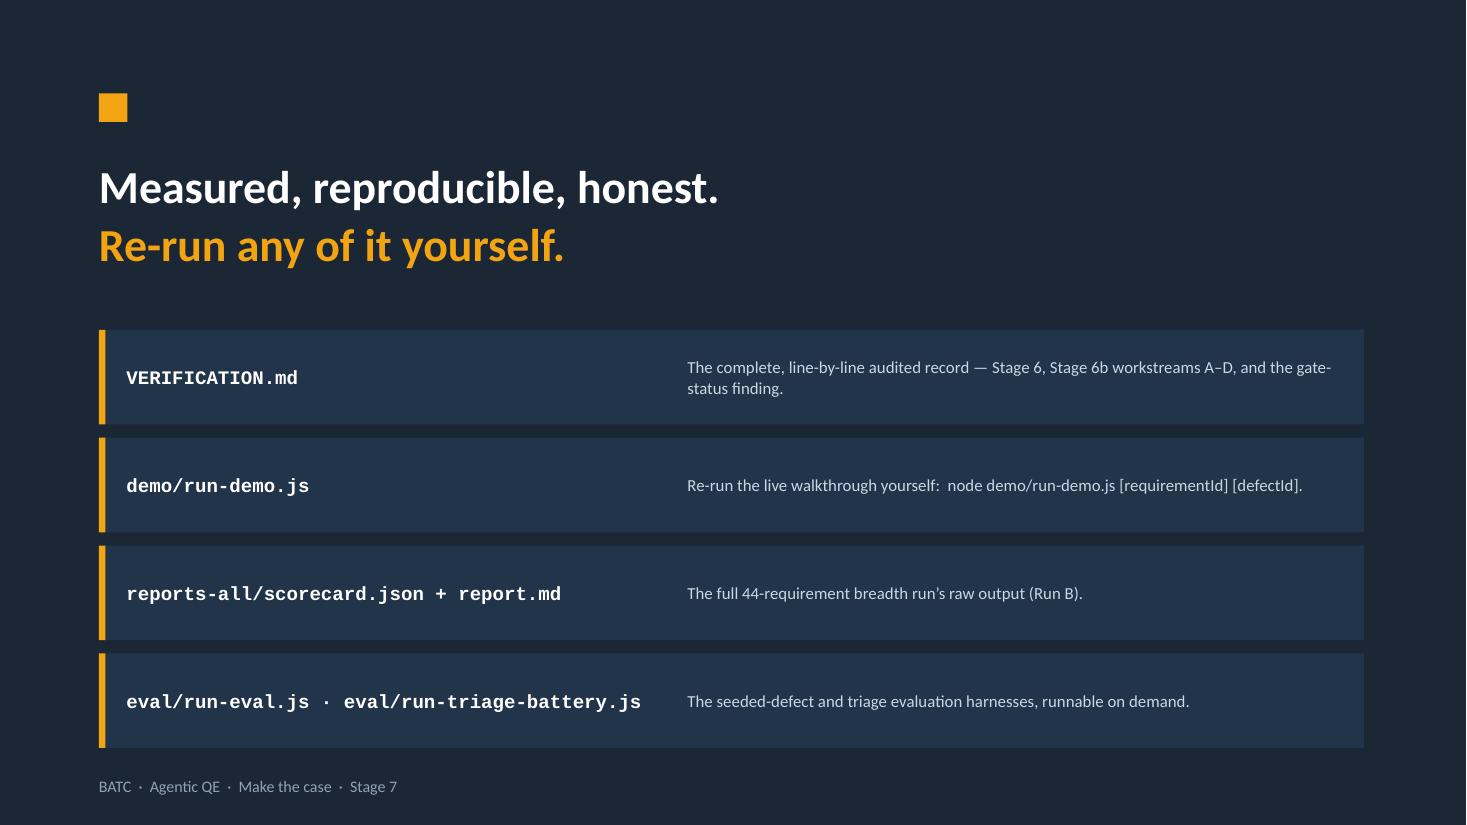 Measured, reproducible, honest.
Re-run any of it yourself.
VERIFICATION.md
The complete, line-by-line audited record — Stage 6, Stage 6b workstreams A–D, and the gate-
status finding.
demo/run-demo.js
Re-run the live walkthrough yourself:  node demo/run-demo.js [requirementId] [defectId].
reports-all/scorecard.json + report.md
The full 44-requirement breadth run’s raw output (Run B).
eval/run-eval.js · eval/run-triage-battery.js
The seeded-defect and triage evaluation harnesses, runnable on demand.
BATC · Agentic QE · Make the case · Stage 7